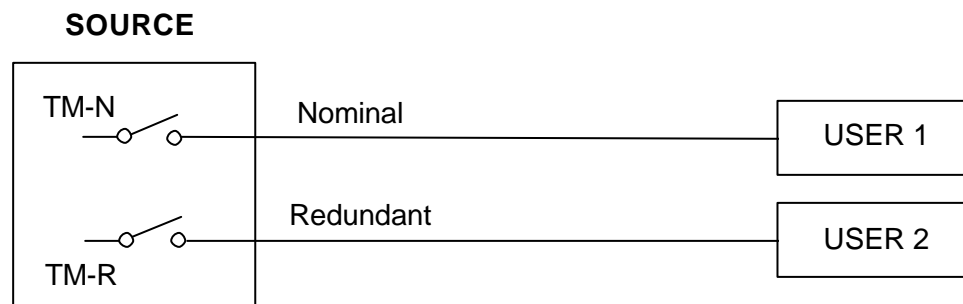 SOURCE
TM-N
Nominal
USER 1
Redundant
USER 2
TM-R